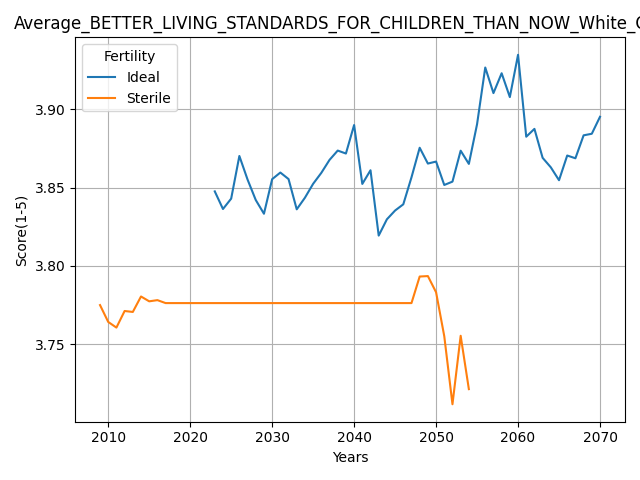 Average_BETTER_LIVING_STANDARDS_FOR_CHILDREN_THAN_NOW_White_
Fertility
Ideal
Sterile
Score(1-5)
3.90
3.85
3.80
3.75
2010 2020 2030 2040 2050 2060 2070
Years